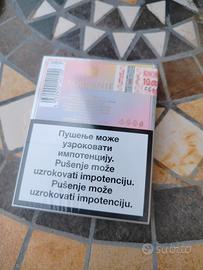 Пушење може
узроковати
импотенцију.
Pušenje može
uzrokovati impotenciju.
Pušenje može
uzrokovati impotenciju.
subito